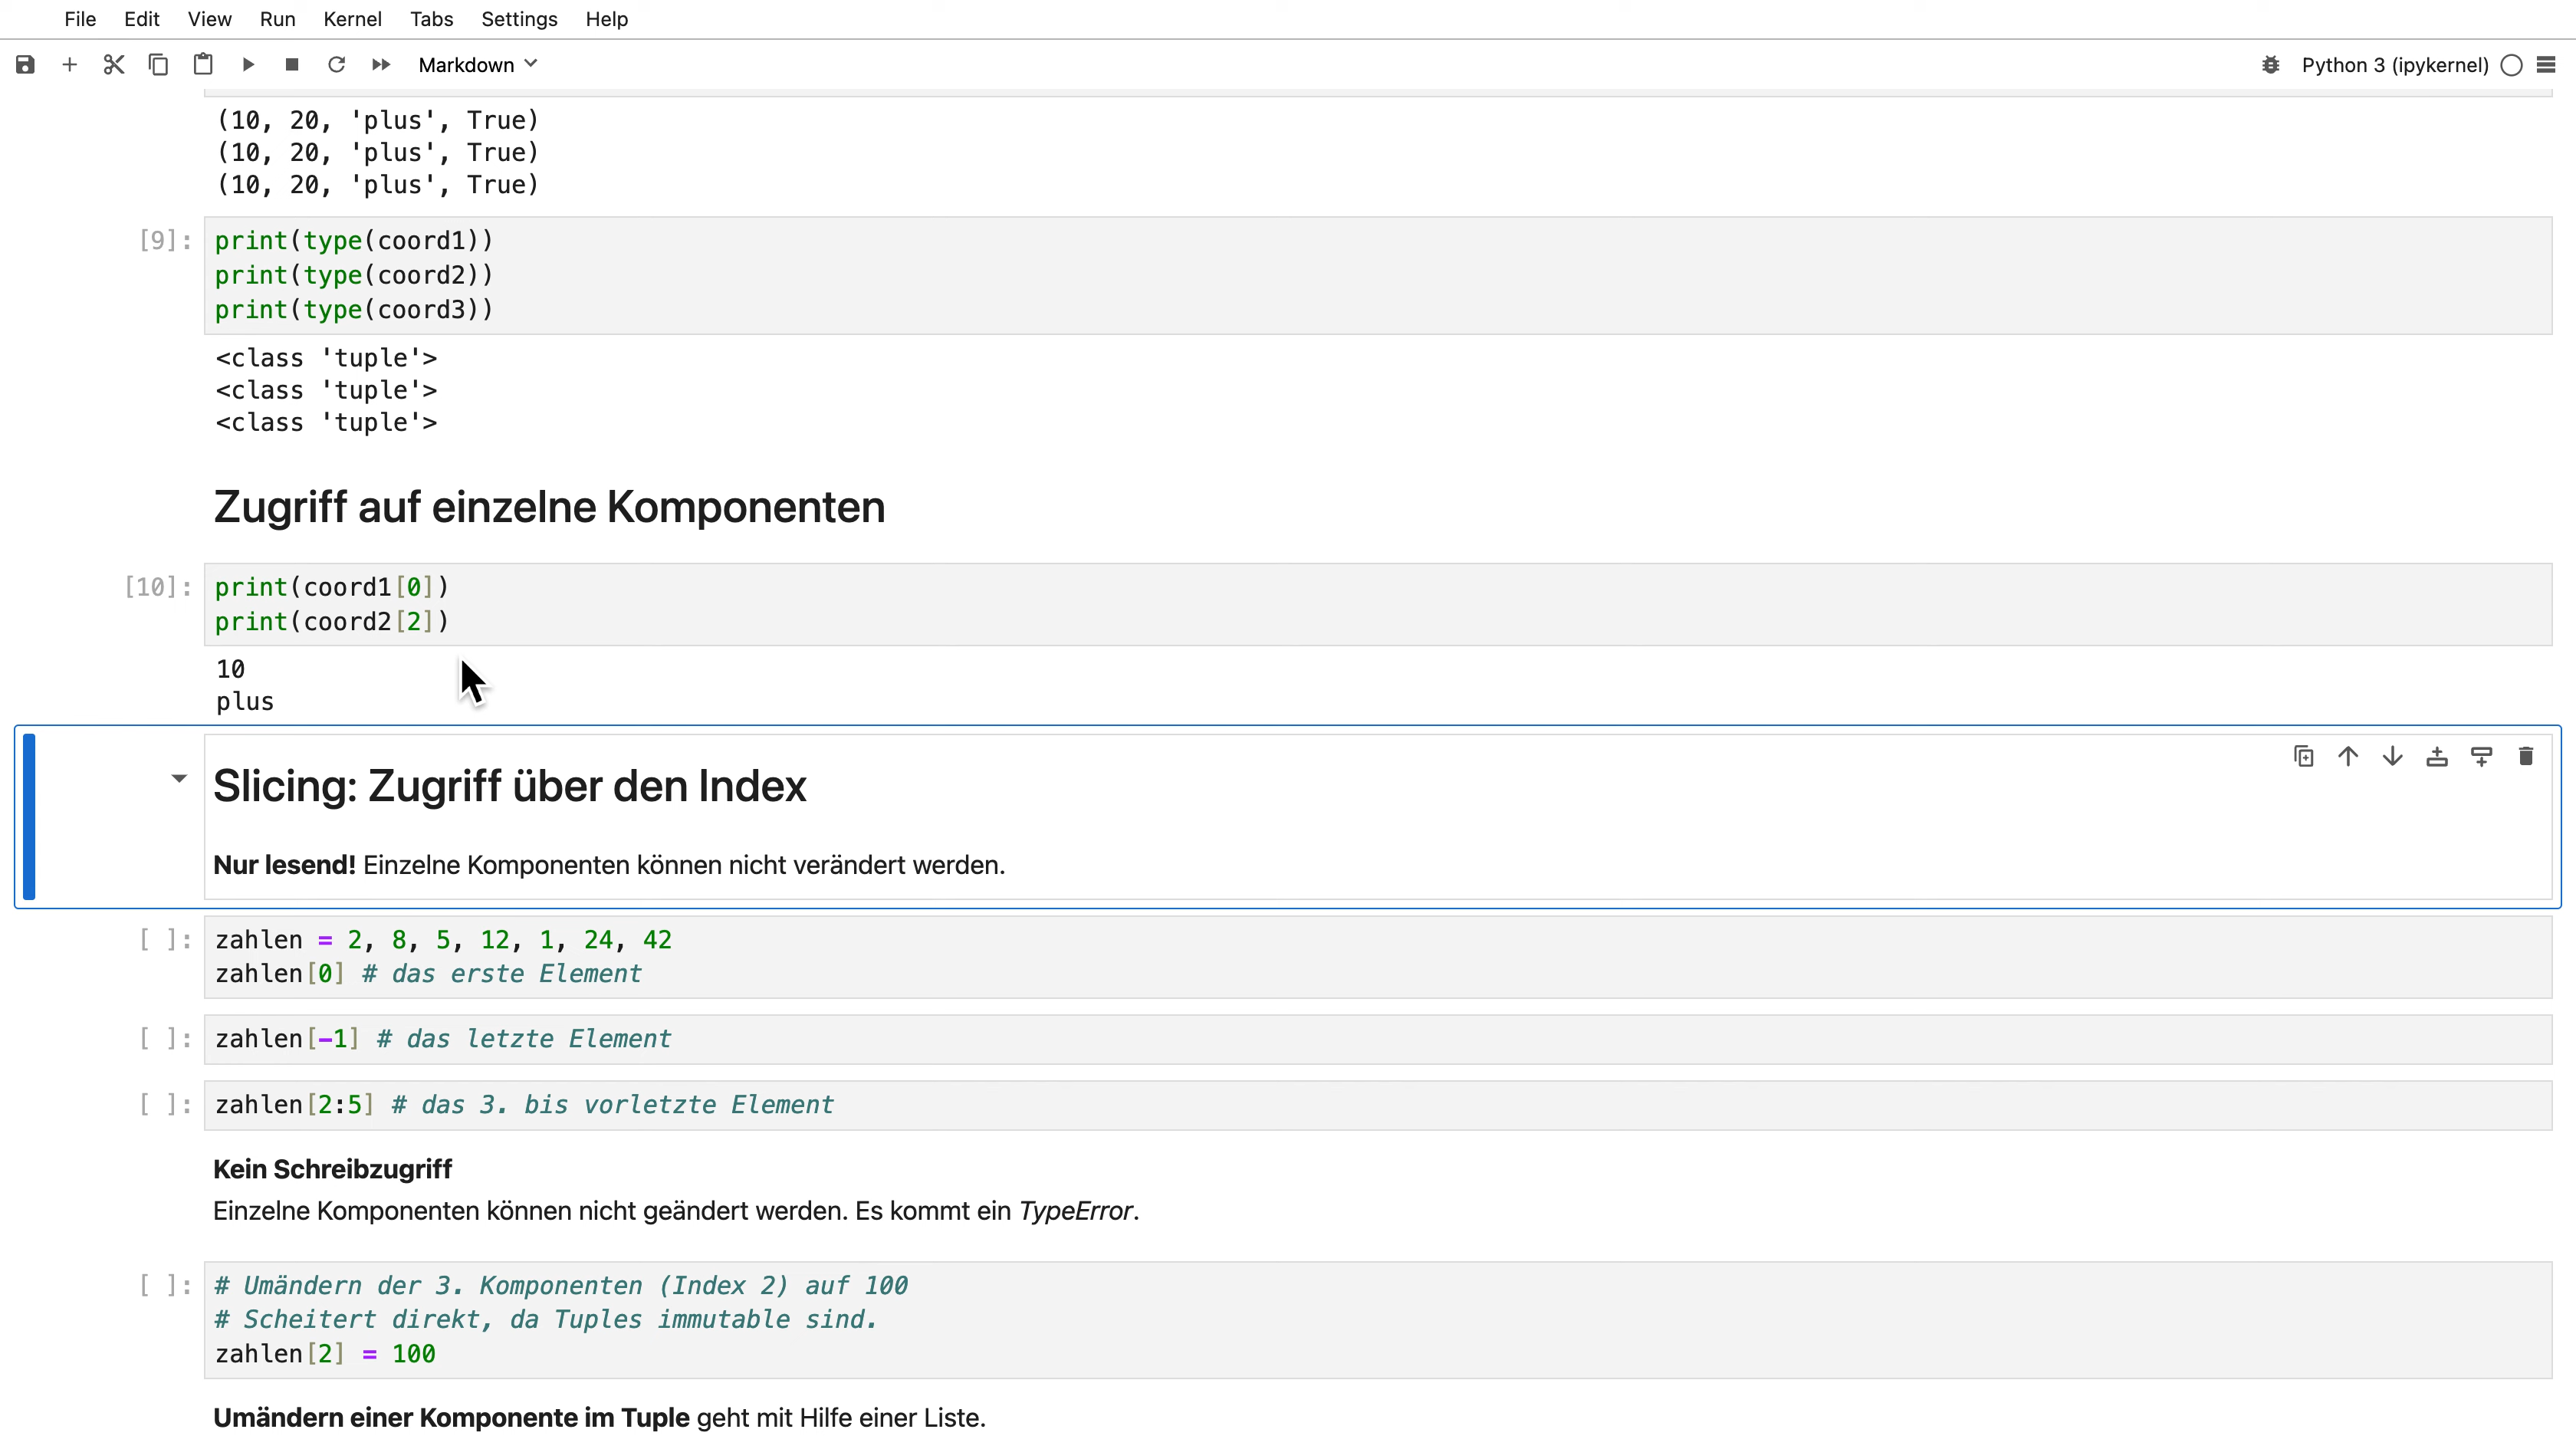 File Edit View Run Kernel Tabs Settings Help
Markdown Python 3 (ipykernel)
(10, 20, 'plus', True)
(10, 20, 'plus', True)
(10, 20, 'plus', True)
[9]: print(type(coord1))
print(type(coord2))
print(type(coord3))
<class 'tuple'>
<class 'tuple'>
<class 'tuple'>
Zugriff auf einzelne Komponenten
[10]: print(coord1[0])
print(coord2[2])
10
plus
Slicing: Zugriff über den Index
Nur lesend! Einzelne Komponenten können nicht verändert werden.
[ ]: zahlen = 2, 8, 5, 12, 1, 24, 42
zahlen[0] # das erste Element
[ ]: zahlen[-1] # das letzte Element
[ ]: zahlen[2:5] # das 3. bis vorletzte Element
Kein Schreibzugriff
Einzelne Komponenten können nicht geändert werden. Es kommt ein TypeError.
[ ]: # Umändern der 3. Komponenten (Index 2) auf 100
# Scheitert direkt, da Tuples immutable sind.
zahlen[2] = 100
Umändern einer Komponente im Tuple geht mit Hilfe einer Liste.